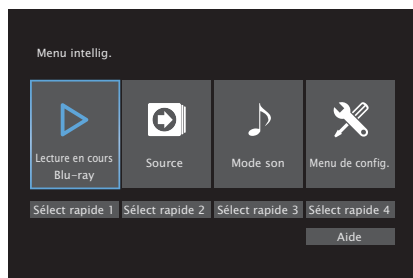 Menu intellig.
Lecture en cours
Blu-ray
Source
Mode son
Menu de config.
Sélect rapide 1
Sélect rapide 2
Sélect rapide 3
Sélect rapide 4
Aide